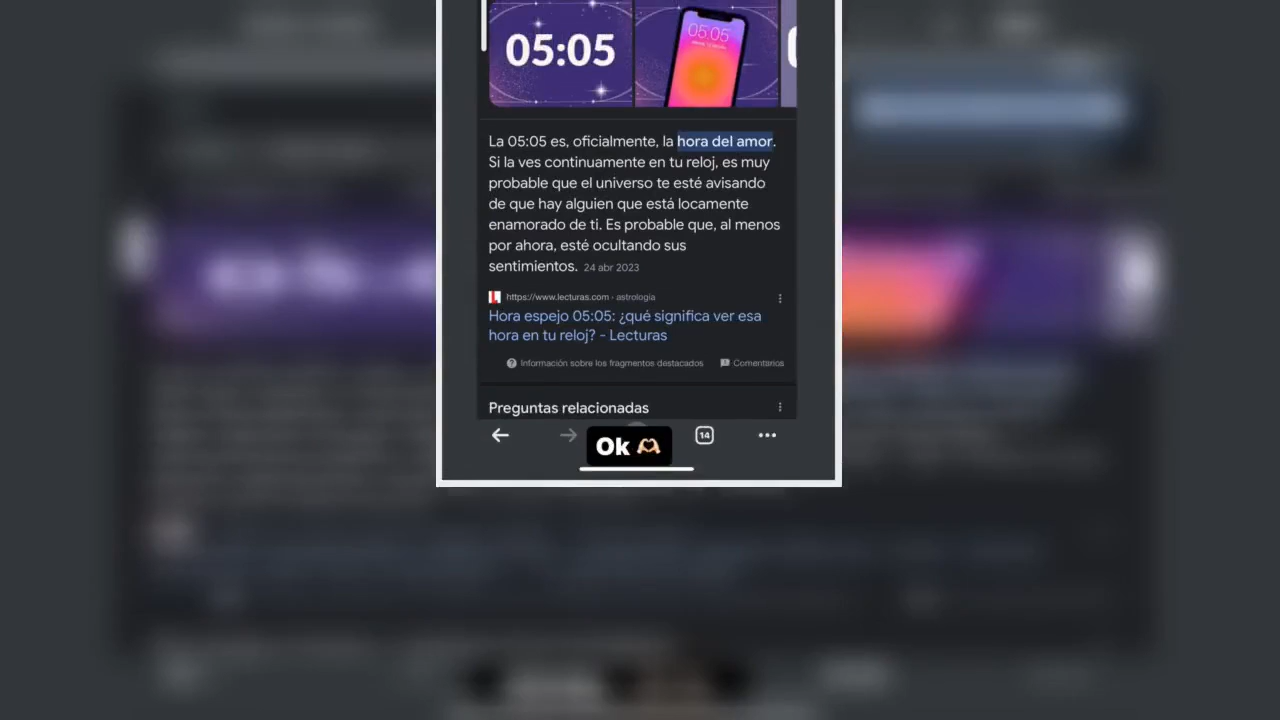 05:05
05:05
La 05:05 es, oficialmente, la hora del amor.
Si la ves continuamente en tu reloj, es muy
probable que el universo te esté avisando
de que hay alguien que está locamente
enamorado de ti. Es probable que, al menos
por ahora, esté ocultando sus
sentimientos. 24 abr 2023
https://www.lecturas.com › astrologia
Hora espejo 05:05: ¿qué significa ver esa
hora en tu reloj? - Lecturas
Información sobre los fragmentos destacados Comentarios
Preguntas relacionadas
14
Ok 🫶🏻